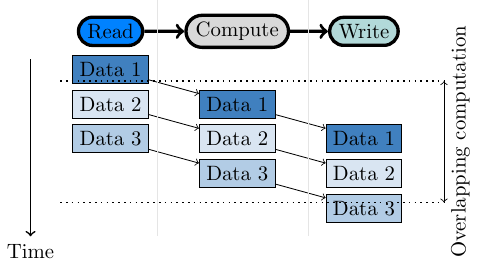 Read Compute Write
Data 1
Data 2 Data 1
Data 3 Data 2 Data 1
Data 3 Data 2
Data 3
Time
Overlapping computation